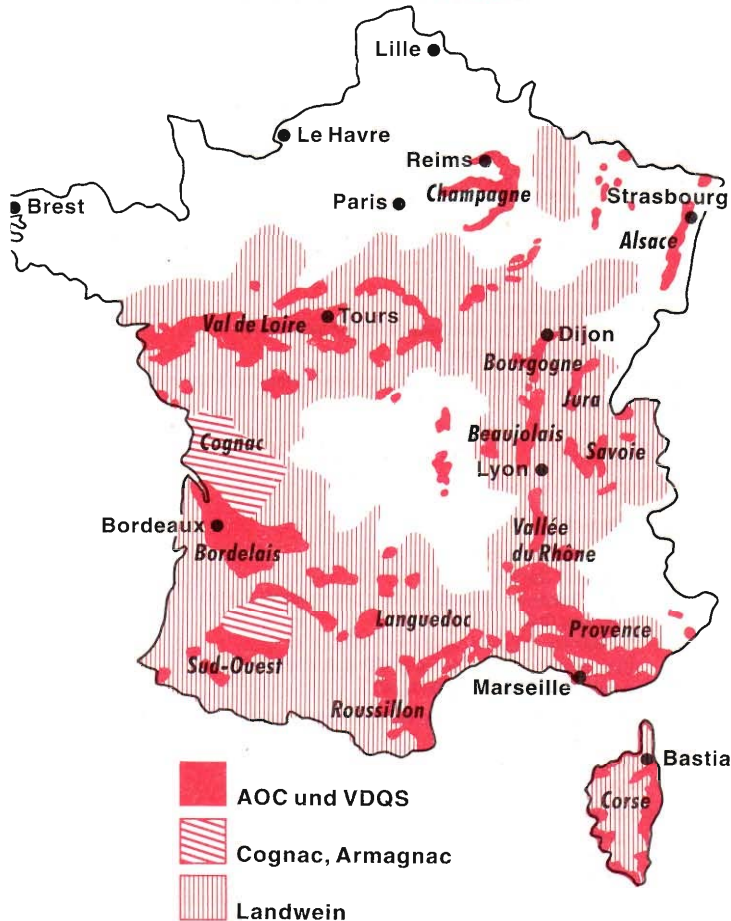 Lille
Le Havre
Reims
Champagne
Paris
Brest
Strasbourg
Alsace
Val de Loire
Tours
Dijon
Bourgogne
Jura
Cognac
Beaujolais
Savoie
Lyon
Bordeaux
Bordelais
Vallée
du Rhône
Languedoc
Provence
Sud-Ouest
Marseille
Roussillon
Bastia
Corse
AOC und VDQS
Cognac, Armagnac
Landwein